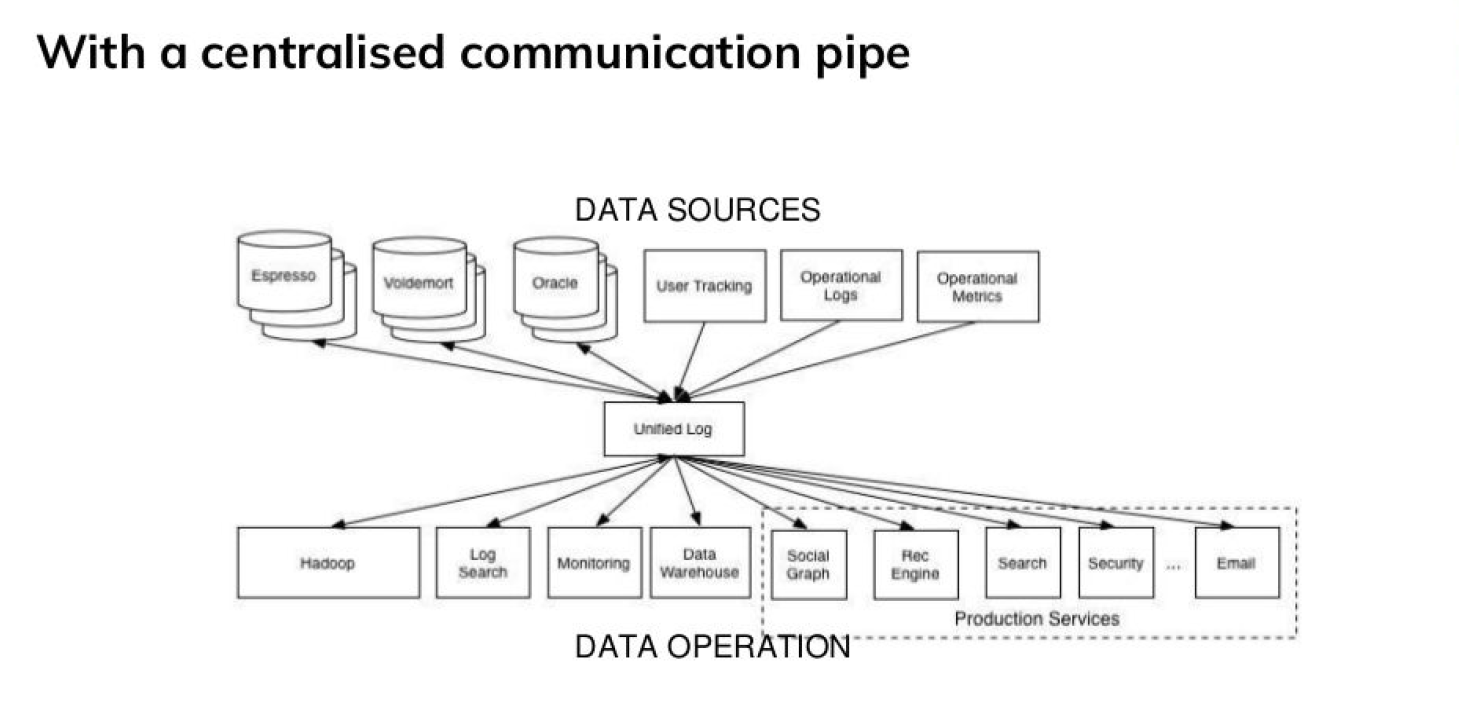 With a centralised communication pipe
DATA SOURCES
Espresso
Voldemort
Oracle
User Tracking
Operational
Logs
Operational
Metrics
Unified Log
Hadoop
Log
Search
Monitoring
Data
Warehouse
Social
Graph
Rec
Engine
Search
Security
...
Email
Production Services
DATA OPERATION